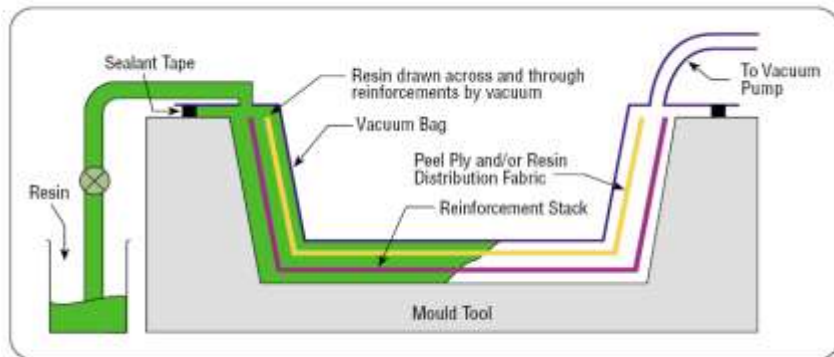 Sealant Tape
Resin drawn across and through
reinforcements by vacuum
To Vacuum
Pump
Vacuum Bag
Peel Ply and/or Resin
Distribution Fabric
Resin
Reinforcement Stack
Mould Tool